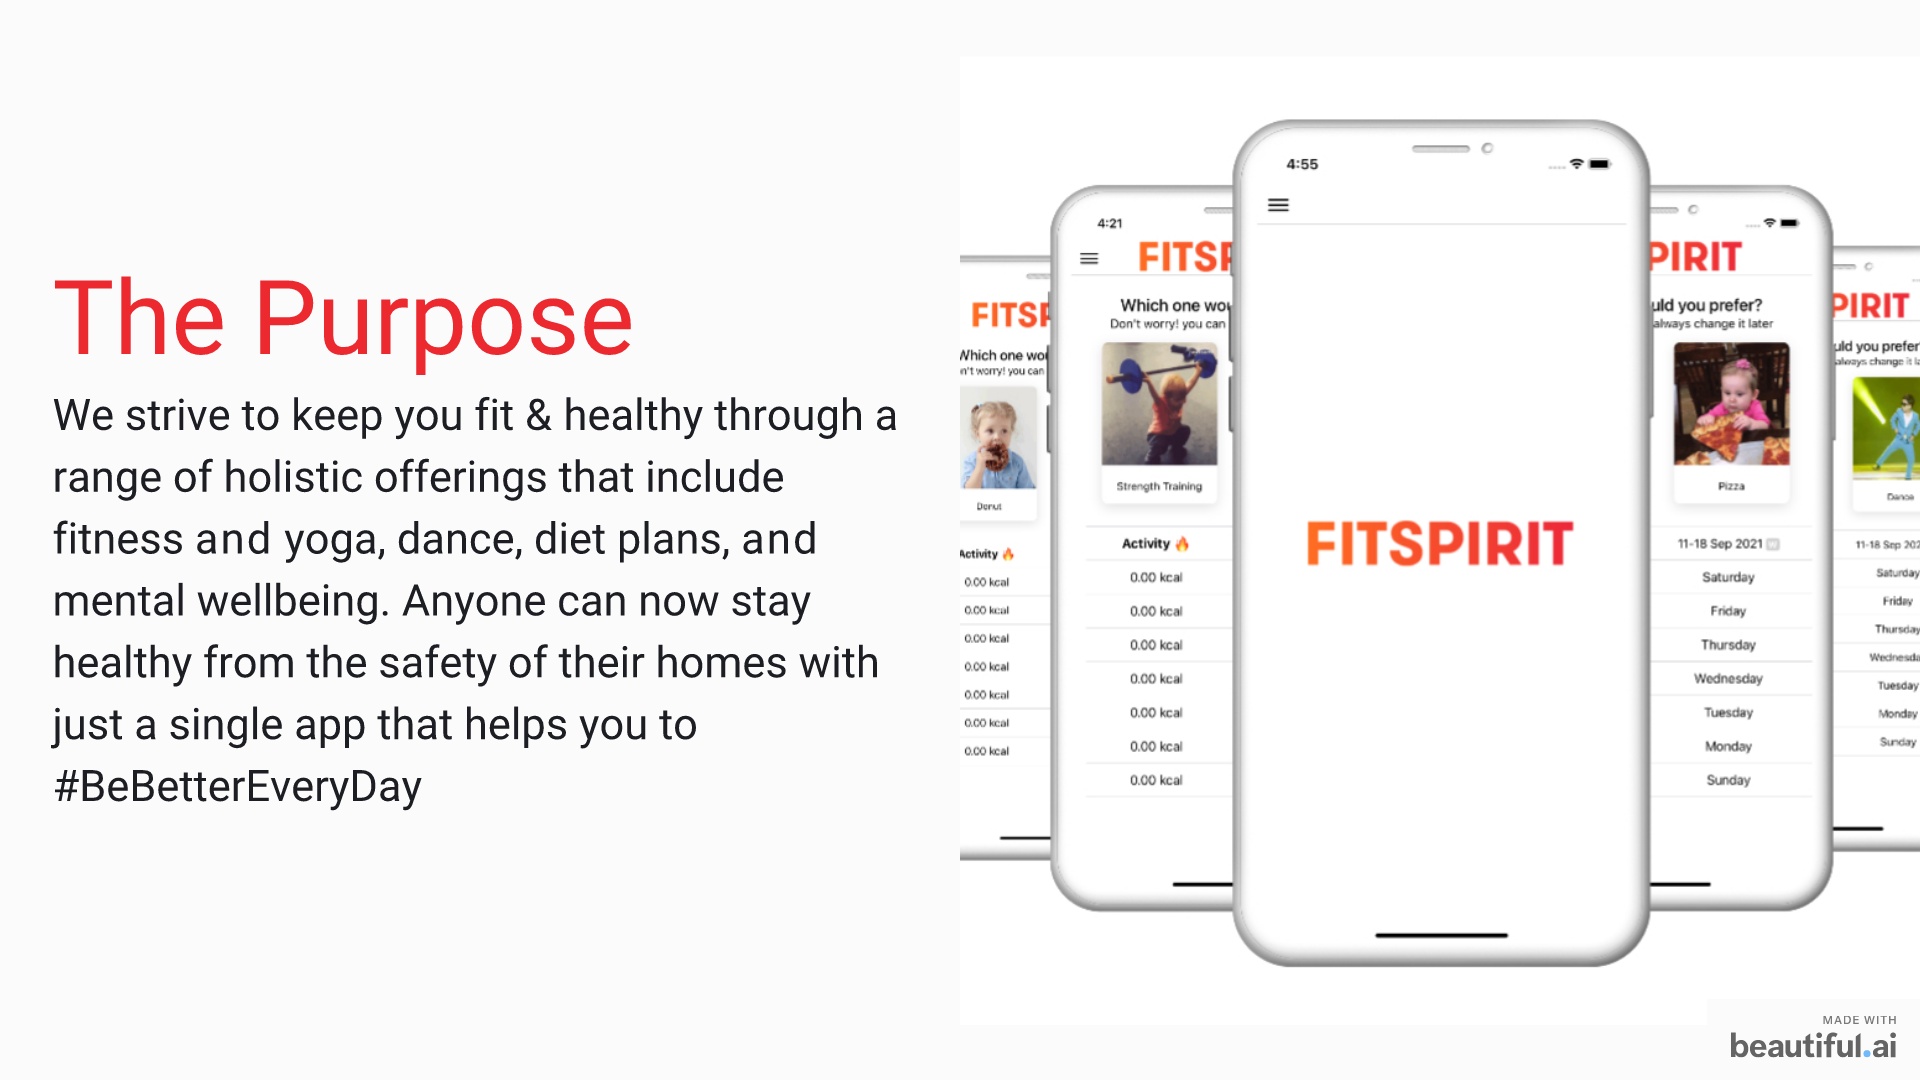 The Purpose
We strive to keep you fit & healthy through a
range of holistic offerings that include
fitness and yoga, dance, diet plans, and
mental wellbeing. Anyone can now stay
healthy from the safety of their homes with
just a single app that helps you to
#BeBetterEveryDay
FITSP
Which one wou
n't worry! you can
Donut
Activity 🔥
0.00 kcal
0.00 kcal
0.00 kcal
0.00 kcal
0.00 kcal
0.00 kcal
0.00 kcal
4:21
FITSP
Which one wou
Don't worry! you can
Strength Training
Activity 🔥
0.00 kcal
0.00 kcal
0.00 kcal
0.00 kcal
0.00 kcal
0.00 kcal
0.00 kcal
4:55
FITSPIRIT
PIRIT
uld you prefer?
always change it later
Pizza
11-18 Sep 2021
Saturday
Friday
Thursday
Wednesday
Tuesday
Monday
Sunday
PIRIT
uld you prefer
always change it la
Dance
11-18 Sep 202
Saturday
Friday
Thursday
Wednesda
Tuesday
Monday
Sunday
MADE WITH
beautiful.ai